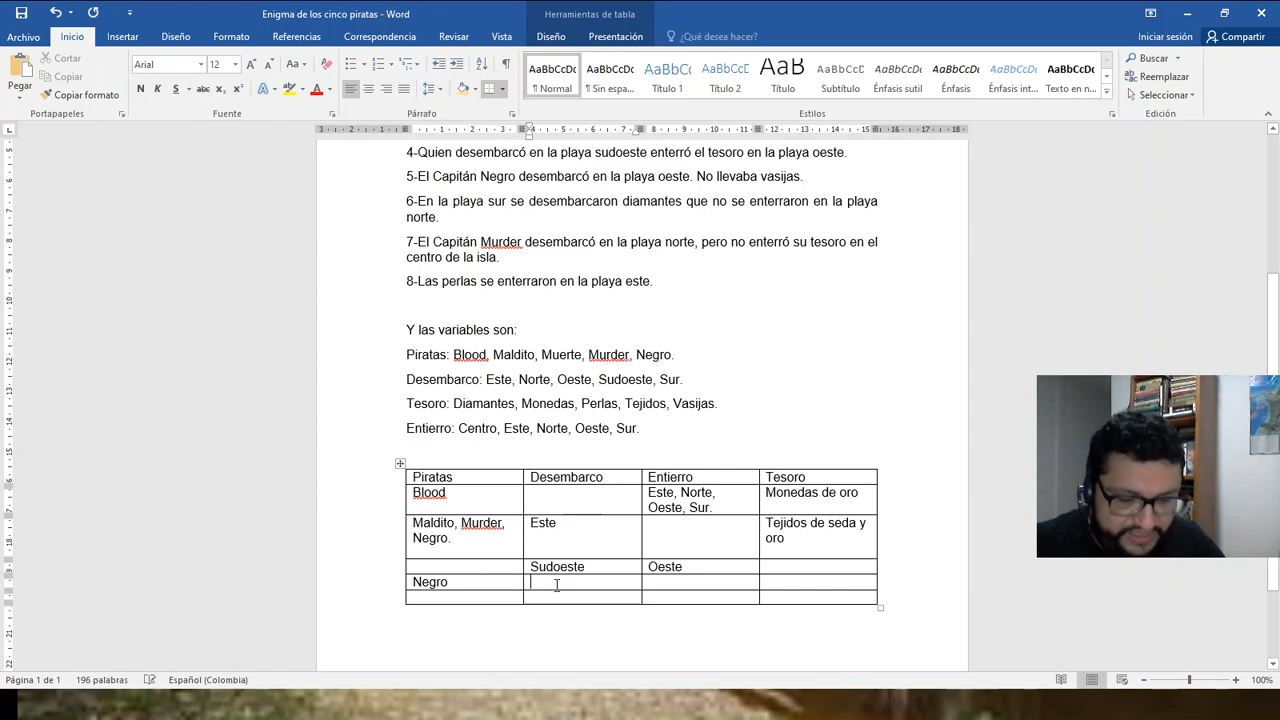 Enigma de los cinco piratas - Word
Herramientas de tabla
Archivo Inicio Insertar Diseño Formato Referencias Correspondencia Revisar Vista Diseño Presentación ¿Qué desea hacer? Iniciar sesión Compartir
Pegar
Cortar
Copiar
Copiar formato
Portapapeles
Arial 12
Fuente
Párrafo
AaBbCcDc AaBbCcDc AaBbCc AaBbCcD AaB AaBbCcD AaBbCcDc AaBbCcDc AaBbCcDc AaBbCcDc
¶ Normal ¶ Sin espa... Título 1 Título 2 Título Subtítulo Énfasis sutil Énfasis Énfasis int... Texto en n...
Estilos
Buscar
Reemplazar
Seleccionar
Edición
4-Quien desembarcó en la playa sudoeste enterró el tesoro en la playa oeste.
5-El Capitán Negro desembarcó en la playa oeste. No llevaba vasijas.
6-En la playa sur se desembarcaron diamantes que no se enterraron en la playa
norte.
7-El Capitán Murder desembarcó en la playa norte, pero no enterró su tesoro en el
centro de la isla.
8-Las perlas se enterraron en la playa este.
Y las variables son:
Piratas: Blood, Maldito, Muerte, Murder, Negro.
Desembarco: Este, Norte, Oeste, Sudoeste, Sur.
Tesoro: Diamantes, Monedas, Perlas, Tejidos, Vasijas.
Entierro: Centro, Este, Norte, Oeste, Sur.
Piratas Desembarco Entierro Tesoro
Blood Este, Norte, Monedas de oro
Oeste, Sur.
Maldito, Murder, Este Tejidos de seda y
Negro. oro
Sudoeste Oeste
Negro
Página 1 de 1 196 palabras Español (Colombia) 100%